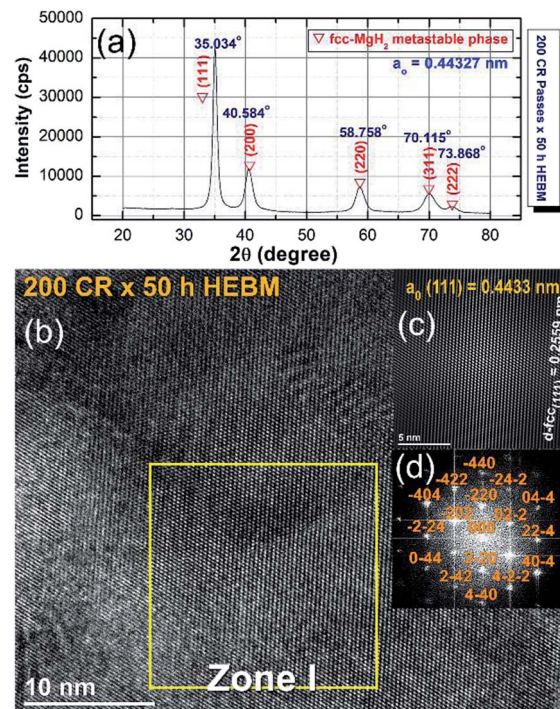 (a)
50000
40000
30000
20000
10000
0
Intensity (cps)
35.034°
▽ fcc-MgH2 metastable phase
a₀ = 0.44327 nm
▽ (111)
40.584°
(200)
58.758°
(220)
70.115°
(311)
73.868°
(222)
20 30 40 50 60 70 80
2θ (degree)
200 CR Passes x 50 h HEBM
200 CR x 50 h HEBM
(b)
Zone I
10 nm
a₀ (111) = 0.4433 nm
(c)
d-fcc(111) = 0.2559 nm
5 nm
(d)
-440
-422 -24-2
-404 -220 04-4
-202 02-2
-2-24 000 22-4
0-44 2-20 40-4
2-42 4-2-2
4-40